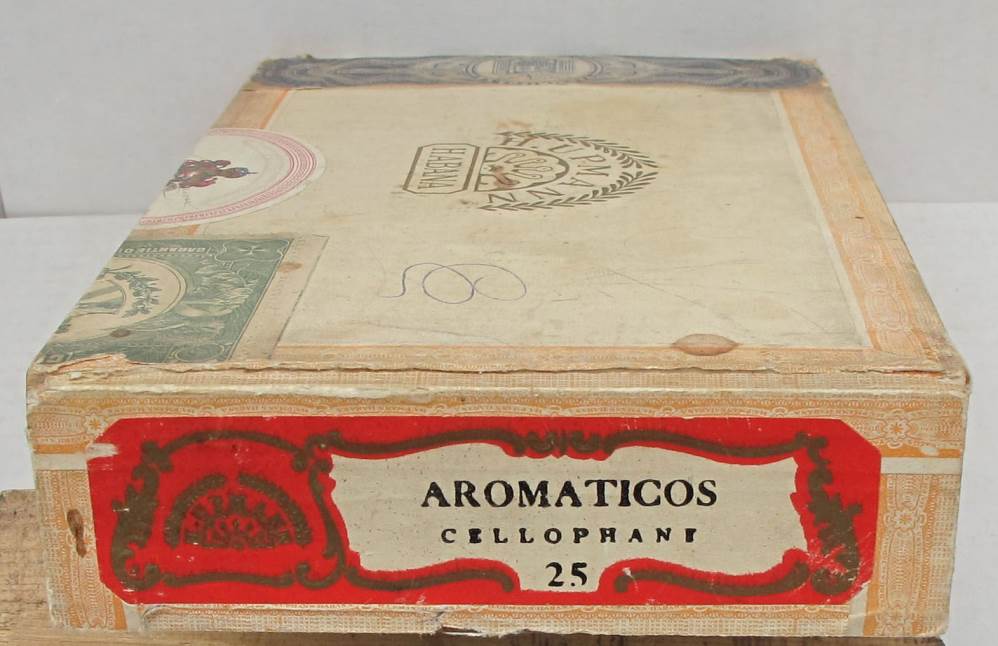 H. UPMANN
HABANA
AROMATICOS
CELLOPHANE
25